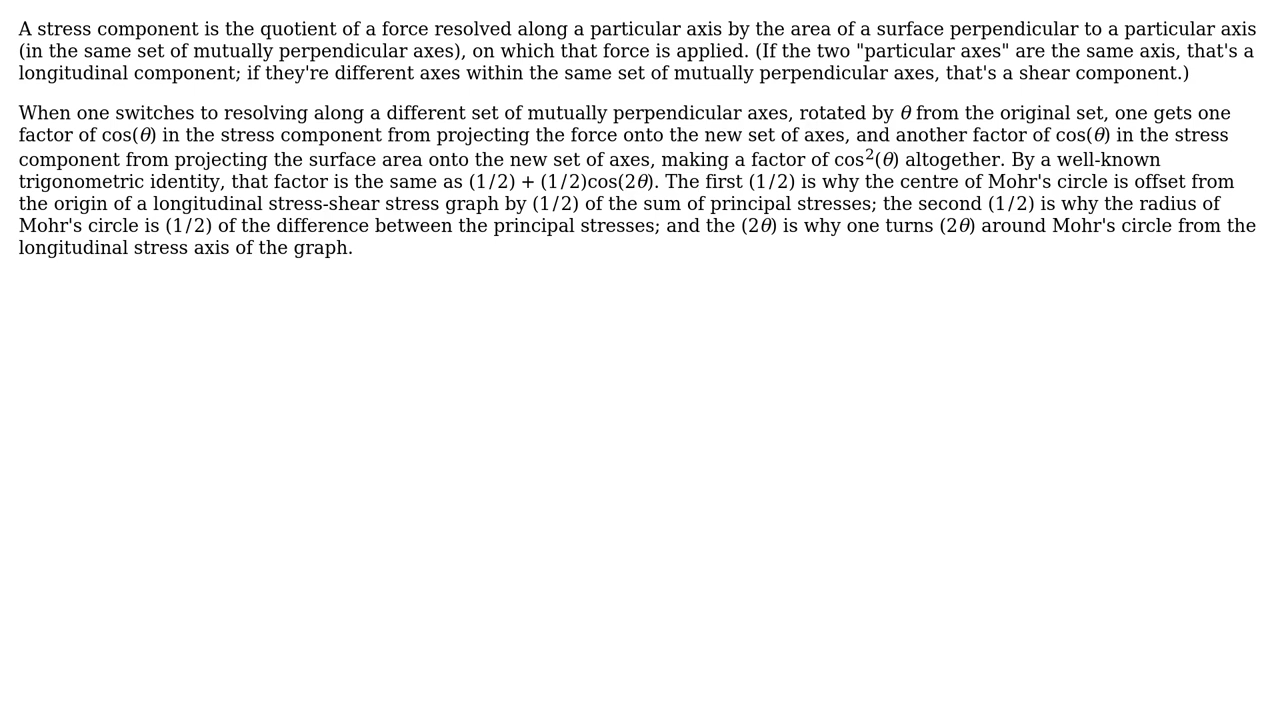 A stress component is the quotient of a force resolved along a particular axis by the area of a surface perpendicular to a particular axis
(in the same set of mutually perpendicular axes), on which that force is applied. (If the two "particular axes" are the same axis, that's a
longitudinal component; if they're different axes within the same set of mutually perpendicular axes, that's a shear component.)
When one switches to resolving along a different set of mutually perpendicular axes, rotated by θ from the original set, one gets one
factor of cos(θ) in the stress component from projecting the force onto the new set of axes, and another factor of cos(θ) in the stress
component from projecting the surface area onto the new set of axes, making a factor of cos²(θ) altogether. By a well-known
trigonometric identity, that factor is the same as (1/2) + (1/2)cos(2θ). The first (1/2) is why the centre of Mohr's circle is offset from
the origin of a longitudinal stress-shear stress graph by (1/2) of the sum of principal stresses; the second (1/2) is why the radius of
Mohr's circle is (1/2) of the difference between the principal stresses; and the (2θ) is why one turns (2θ) around Mohr's circle from the
longitudinal stress axis of the graph.